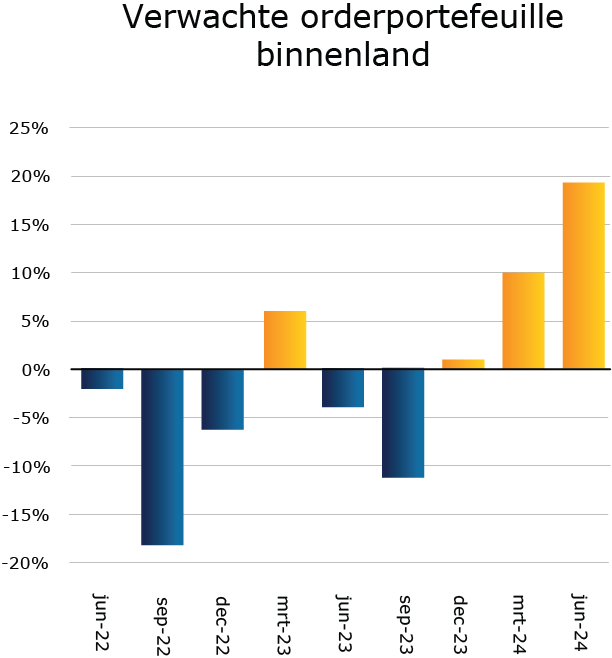 Verwachte orderportefeuille
binnenland
25%
20%
15%
10%
5%
0%
-5%
-10%
-15%
-20%
jun-22
sep-22
dec-22
mrt-23
jun-23
sep-23
dec-23
mrt-24
jun-24